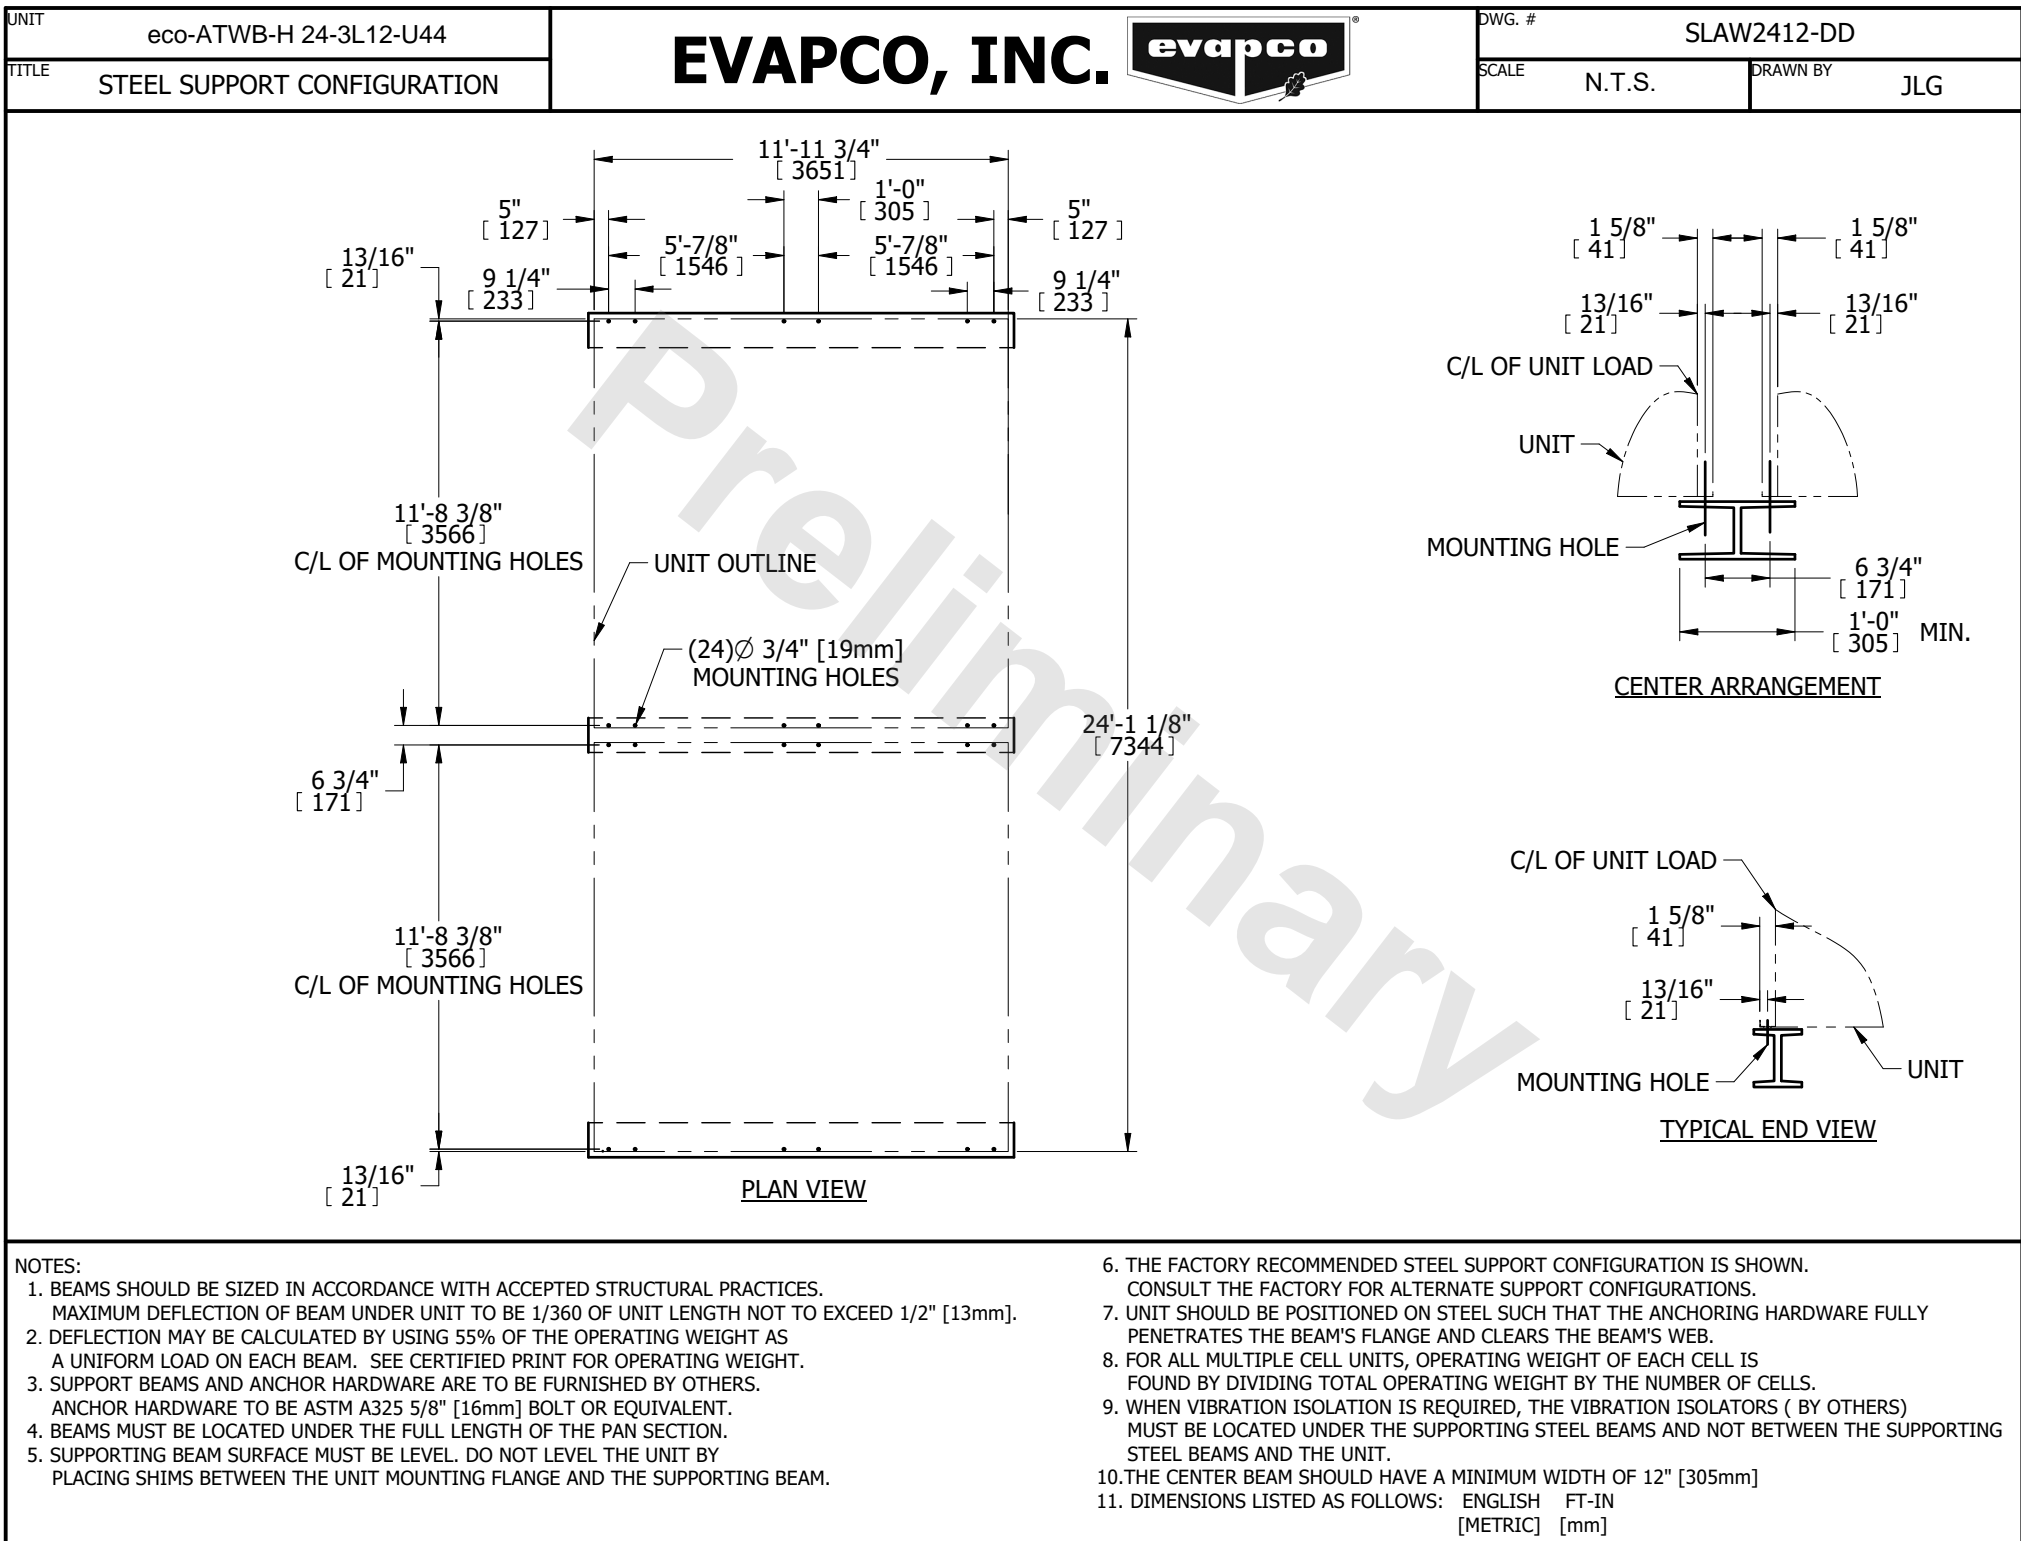 UNIT
eco-ATWB-H 24-3L12-U44
TITLE
STEEL SUPPORT CONFIGURATION
EVAPCO, INC.
evapco
®
DWG. #
SLAW2412-DD
SCALE
N.T.S.
DRAWN BY
JLG
11'-11 3/4"
[ 3651 ]
1'-0"
[ 305 ]
5"
[ 127 ]
5"
[ 127 ]
5'-7/8"
[ 1546 ]
5'-7/8"
[ 1546 ]
13/16"
[ 21 ]
9 1/4"
[ 233 ]
9 1/4"
[ 233 ]
11'-8 3/8"
[ 3566 ]
C/L OF MOUNTING HOLES
UNIT OUTLINE
(24)∅ 3/4" [19mm]
MOUNTING HOLES
24'-1 1/8"
[ 7344 ]
6 3/4"
[ 171 ]
11'-8 3/8"
[ 3566 ]
C/L OF MOUNTING HOLES
13/16"
[ 21 ]
PLAN VIEW
Preliminary
1 5/8"
[ 41 ]
1 5/8"
[ 41 ]
13/16"
[ 21 ]
13/16"
[ 21 ]
C/L OF UNIT LOAD
UNIT
MOUNTING HOLE
6 3/4"
[ 171 ]
1'-0"
[ 305 ] MIN.
CENTER ARRANGEMENT
C/L OF UNIT LOAD
1 5/8"
[ 41 ]
13/16"
[ 21 ]
MOUNTING HOLE
UNIT
TYPICAL END VIEW
NOTES:
1. BEAMS SHOULD BE SIZED IN ACCORDANCE WITH ACCEPTED STRUCTURAL PRACTICES.
MAXIMUM DEFLECTION OF BEAM UNDER UNIT TO BE 1/360 OF UNIT LENGTH NOT TO EXCEED 1/2" [13mm].
2. DEFLECTION MAY BE CALCULATED BY USING 55% OF THE OPERATING WEIGHT AS
A UNIFORM LOAD ON EACH BEAM. SEE CERTIFIED PRINT FOR OPERATING WEIGHT.
3. SUPPORT BEAMS AND ANCHOR HARDWARE ARE TO BE FURNISHED BY OTHERS.
ANCHOR HARDWARE TO BE ASTM A325 5/8" [16mm] BOLT OR EQUIVALENT.
4. BEAMS MUST BE LOCATED UNDER THE FULL LENGTH OF THE PAN SECTION.
5. SUPPORTING BEAM SURFACE MUST BE LEVEL. DO NOT LEVEL THE UNIT BY
PLACING SHIMS BETWEEN THE UNIT MOUNTING FLANGE AND THE SUPPORTING BEAM.
6. THE FACTORY RECOMMENDED STEEL SUPPORT CONFIGURATION IS SHOWN.
CONSULT THE FACTORY FOR ALTERNATE SUPPORT CONFIGURATIONS.
7. UNIT SHOULD BE POSITIONED ON STEEL SUCH THAT THE ANCHORING HARDWARE FULLY
PENETRATES THE BEAM'S FLANGE AND CLEARS THE BEAM'S WEB.
8. FOR ALL MULTIPLE CELL UNITS, OPERATING WEIGHT OF EACH CELL IS
FOUND BY DIVIDING TOTAL OPERATING WEIGHT BY THE NUMBER OF CELLS.
9. WHEN VIBRATION ISOLATION IS REQUIRED, THE VIBRATION ISOLATORS ( BY OTHERS)
MUST BE LOCATED UNDER THE SUPPORTING STEEL BEAMS AND NOT BETWEEN THE SUPPORTING
STEEL BEAMS AND THE UNIT.
10.THE CENTER BEAM SHOULD HAVE A MINIMUM WIDTH OF 12" [305mm]
11. DIMENSIONS LISTED AS FOLLOWS: ENGLISH FT-IN
[METRIC] [mm]